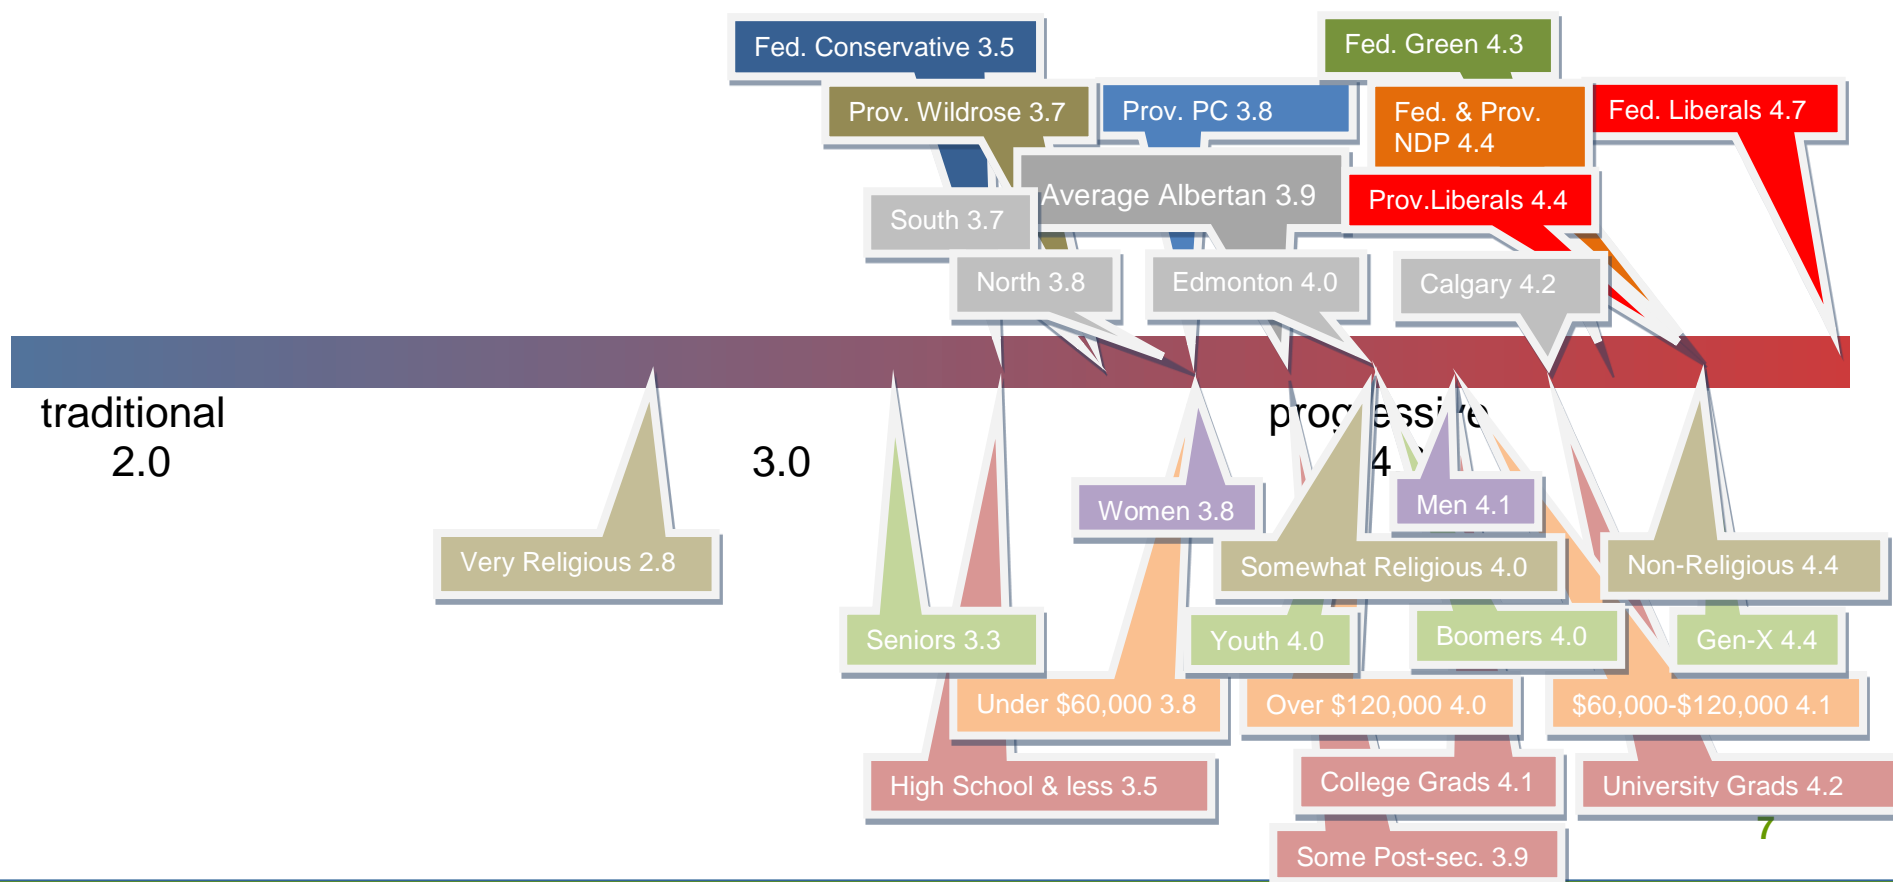 Fed. Conservative 3.5
Fed. Green 4.3
Prov. Wildrose 3.7
Prov. PC 3.8
Fed. & Prov.
NDP 4.4
Fed. Liberals 4.7
Average Albertan 3.9
Prov.Liberals 4.4
South 3.7
North 3.8
Edmonton 4.0
Calgary 4.2
traditional
progressive
2.0
3.0
4
Women 3.8
Men 4.1
Very Religious 2.8
Somewhat Religious 4.0
Non-Religious 4.4
Seniors 3.3
Youth 4.0
Boomers 4.0
Gen-X 4.4
Under $60,000 3.8
Over $120,000 4.0
$60,000-$120,000 4.1
High School & less 3.5
College Grads 4.1
University Grads 4.2
7
Some Post-sec. 3.9